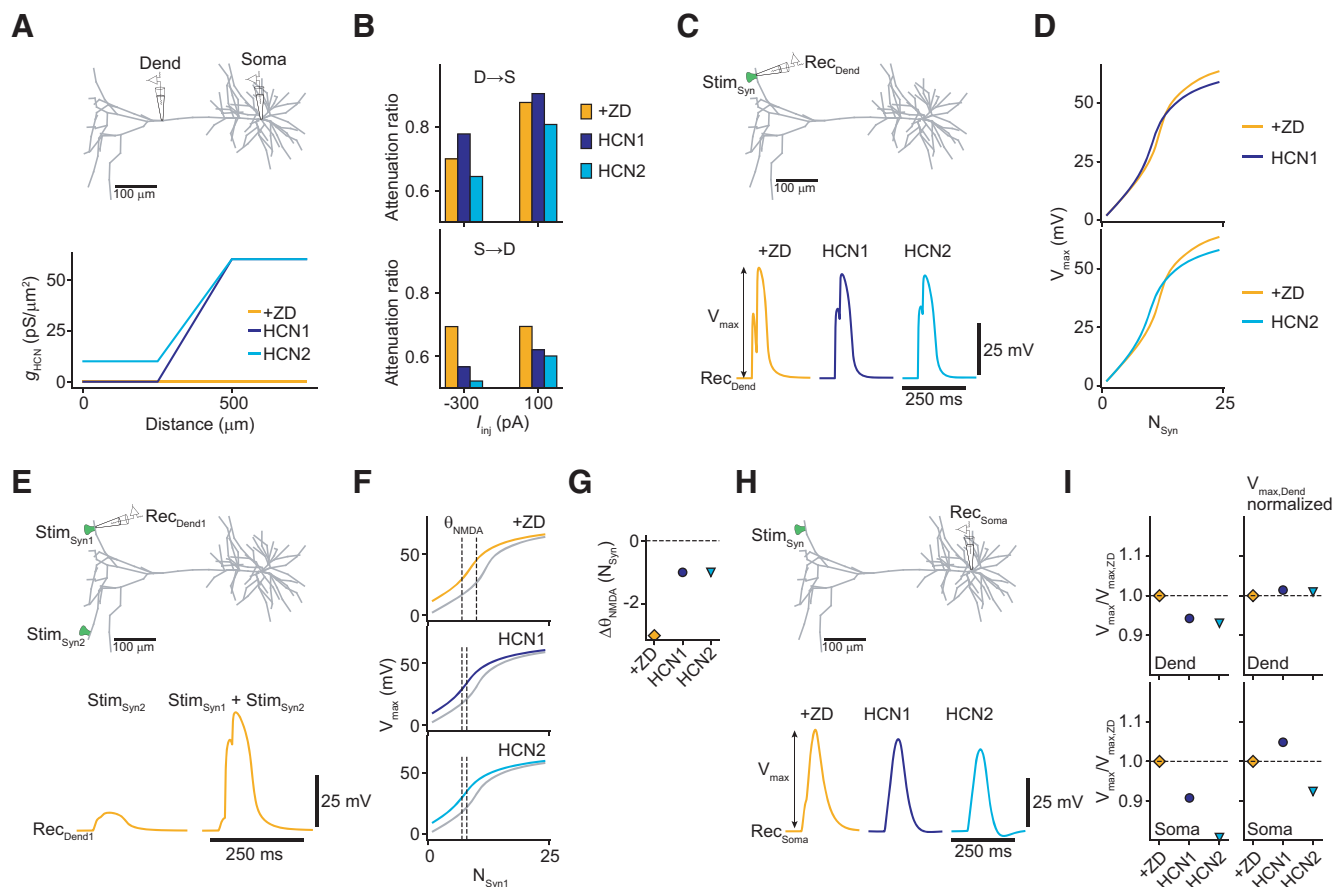 A
Dend
Soma
100 μm
50
25
0
g_HCN (pS/μm²)
+ZD
HCN1
HCN2
0
500
Distance (μm)
B
D→S
Attenuation ratio
0.8
0.6
+ZD
HCN1
HCN2
S→D
Attenuation ratio
0.6
-300
100
I_inj (pA)
C
Stim_Syn
Rec_Dend
100 μm
+ZD
HCN1
HCN2
V_max
Rec_Dend
25 mV
250 ms
D
50
25
0
+ZD
HCN1
V_max (mV)
50
25
0
+ZD
HCN2
0
25
N_Syn
E
Stim_Syn1
Rec_Dend1
Stim_Syn2
100 μm
Stim_Syn2
Stim_Syn1 + Stim_Syn2
Rec_Dend1
25 mV
250 ms
F
θ_NMDA
+ZD
50
0
HCN1
50
0
V_max (mV)
HCN2
50
0
0
25
N_Syn1
G
Δθ_NMDA (N_Syn)
0
-2
+ZD
HCN1
HCN2
H
Stim_Syn
Rec_Soma
100 μm
+ZD
HCN1
HCN2
V_max
Rec_Soma
25 mV
250 ms
I
V_max,Dend
normalized
V_max/V_max,ZD
1.1
1.0
0.9
Dend
Dend
V_max/V_max,ZD
1.1
1.0
0.9
Soma
Soma
+ZD
HCN1
HCN2
+ZD
HCN1
HCN2